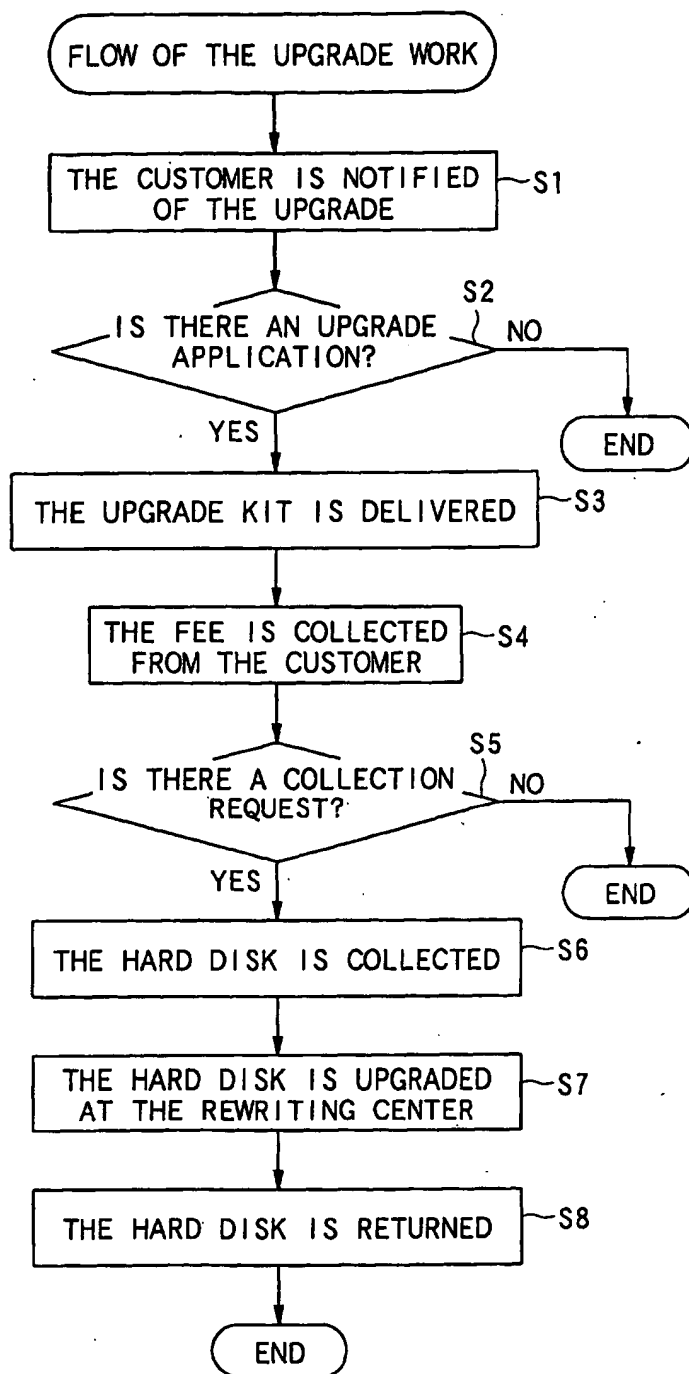 FLOW OF THE UPGRADE WORK
THE CUSTOMER IS NOTIFIED
OF THE UPGRADE
S1
IS THERE AN UPGRADE
APPLICATION?
S2
NO
YES
END
THE UPGRADE KIT IS DELIVERED
S3
THE FEE IS COLLECTED
FROM THE CUSTOMER
S4
IS THERE A COLLECTION
REQUEST?
S5
NO
YES
END
THE HARD DISK IS COLLECTED
S6
THE HARD DISK IS UPGRADED
AT THE REWRITING CENTER
S7
THE HARD DISK IS RETURNED
S8
END